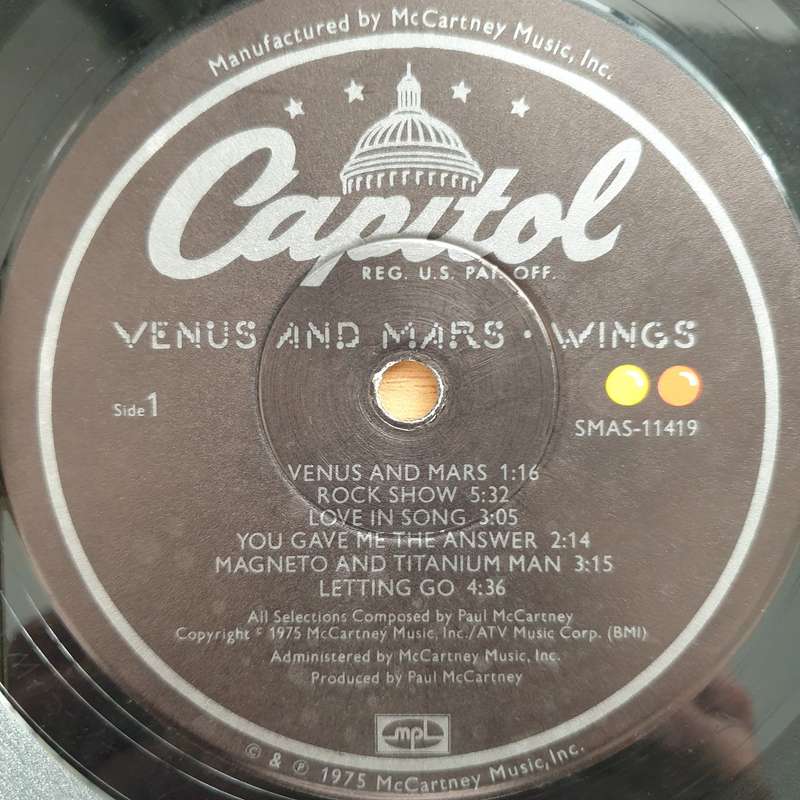 Manufactured by McCartney Music, Inc.
Capitol
REG. U.S. PAT. OFF.
VENUS AND MARS • WINGS
Side 1
SMAS-11419
VENUS AND MARS 1:16
ROCK SHOW 5:32
LOVE IN SONG 3:05
YOU GAVE ME THE ANSWER 2:14
MAGNETO AND TITANIUM MAN 3:15
LETTING GO 4:36
All Selections Composed by Paul McCartney
Copyright © 1975 McCartney Music, Inc./ATV Music Corp. (BMI)
Administered by McCartney Music, Inc.
Produced by Paul McCartney
mpl
© & ℗ 1975 McCartney Music, Inc.